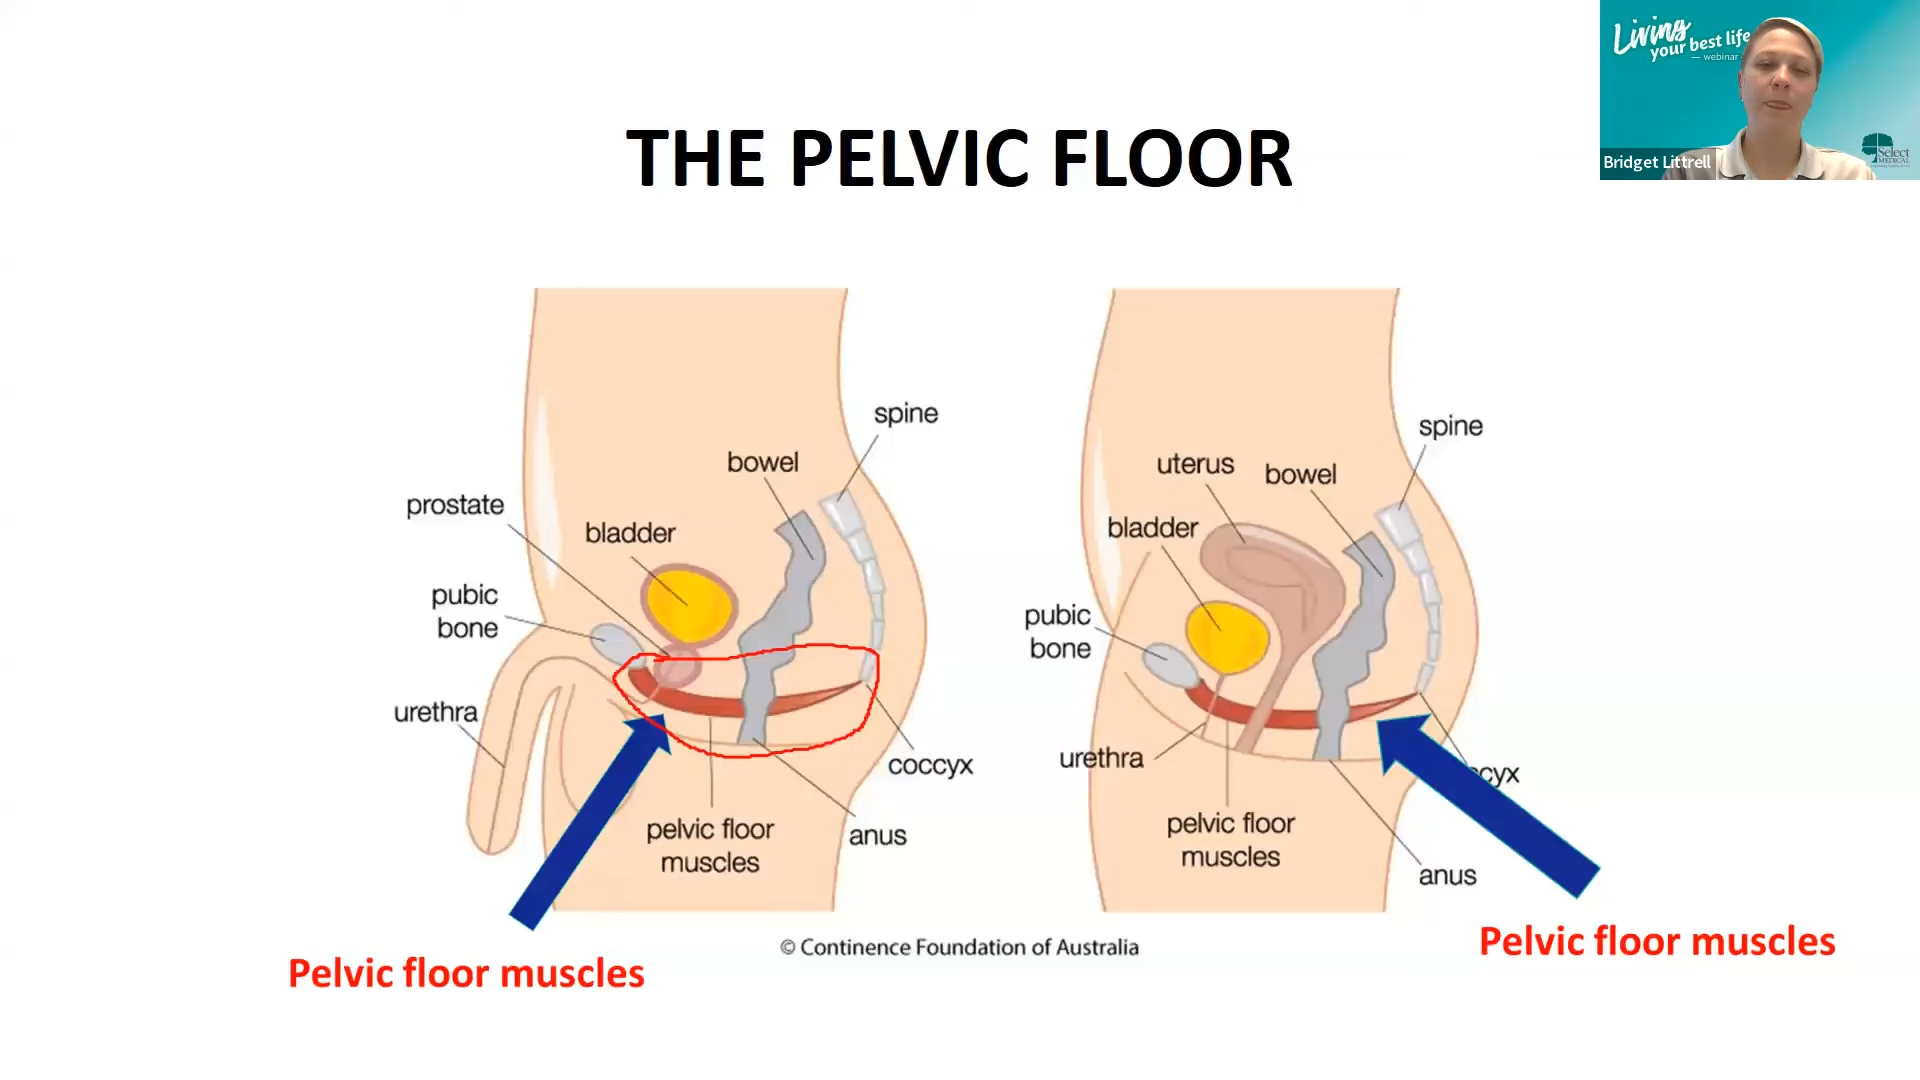 Living
your best life
— webinar
Select
MEDICAL
Bridget Littrell
THE PELVIC FLOOR
spine
bowel
prostate
bladder
pubic
bone
urethra
coccyx
pelvic floor
muscles
anus
spine
uterus
bowel
bladder
pubic
bone
urethra
cyx
pelvic floor
muscles
anus
© Continence Foundation of Australia
Pelvic floor muscles
Pelvic floor muscles